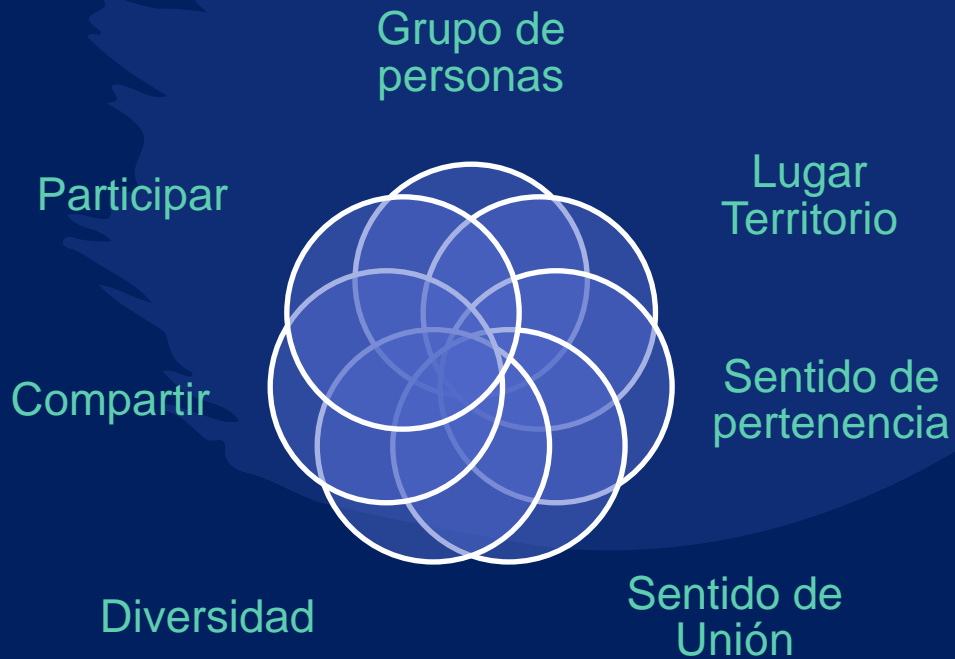 Grupo de
personas
Lugar
Territorio
Sentido de
pertenencia
Sentido de
Unión
Diversidad
Compartir
Participar